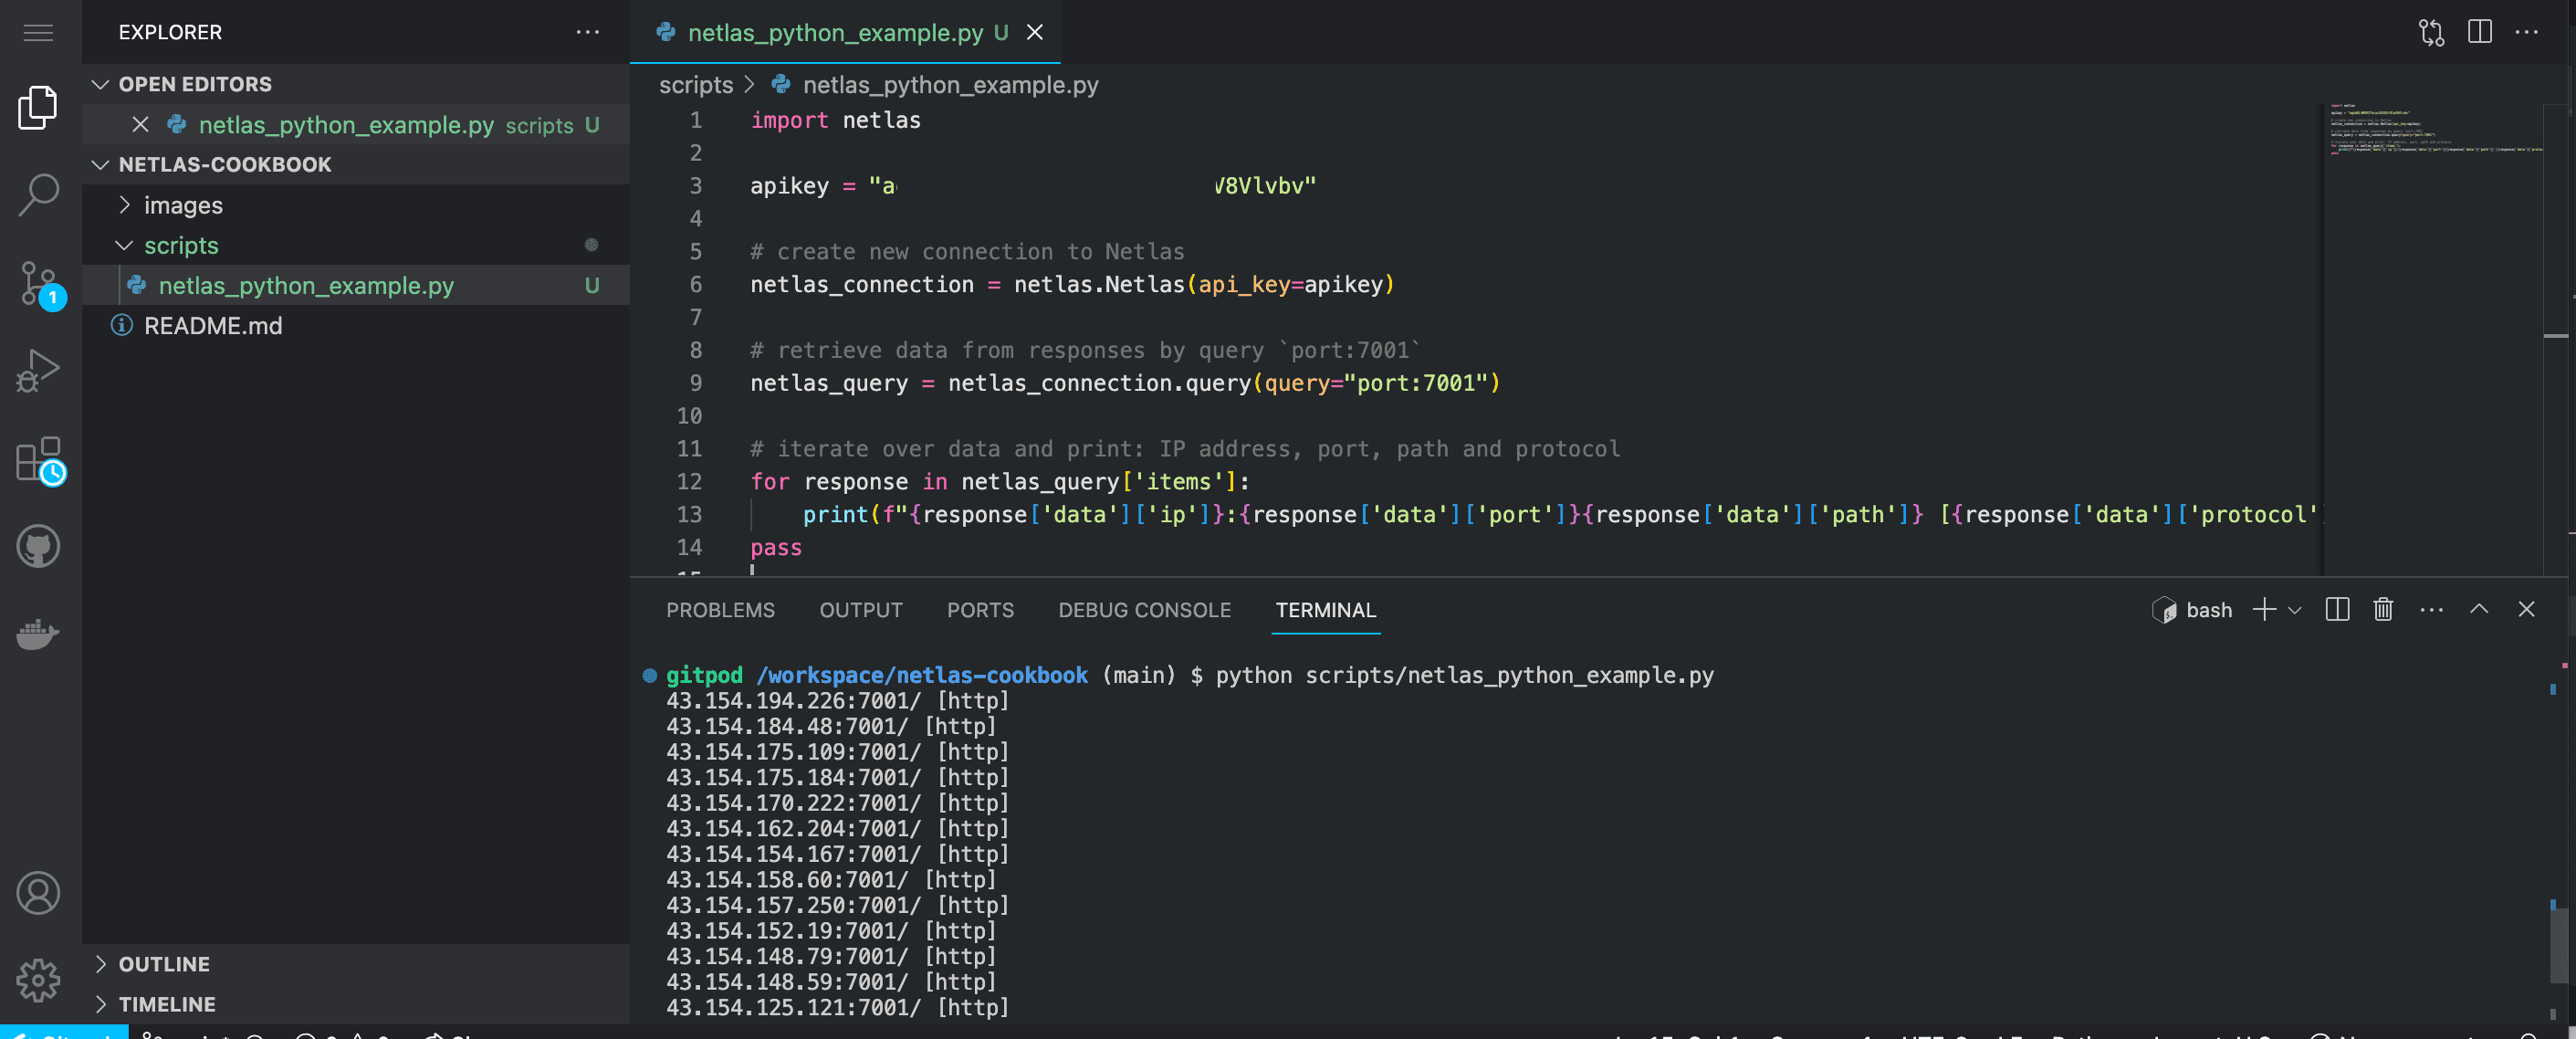 EXPLORER
OPEN EDITORS
netlas_python_example.py scripts U
NETLAS-COOKBOOK
images
scripts
netlas_python_example.py U
README.md
OUTLINE
TIMELINE
1
netlas_python_example.py U
scripts > netlas_python_example.py
1 import netlas
2
3 apikey = "a V8Vlvbv"
4
5 # create new connection to Netlas
6 netlas_connection = netlas.Netlas(api_key=apikey)
7
8 # retrieve data from responses by query `port:7001`
9 netlas_query = netlas_connection.query(query="port:7001")
10
11 # iterate over data and print: IP address, port, path and protocol
12 for response in netlas_query['items']:
13 print(f"{response['data']['ip']}:{response['data']['port']}{response['data']['path']} [{response['data']['protocol'
14 pass
PROBLEMS OUTPUT PORTS DEBUG CONSOLE TERMINAL bash
gitpod /workspace/netlas-cookbook (main) $ python scripts/netlas_python_example.py
43.154.194.226:7001/ [http]
43.154.184.48:7001/ [http]
43.154.175.109:7001/ [http]
43.154.175.184:7001/ [http]
43.154.170.222:7001/ [http]
43.154.162.204:7001/ [http]
43.154.154.167:7001/ [http]
43.154.158.60:7001/ [http]
43.154.157.250:7001/ [http]
43.154.152.19:7001/ [http]
43.154.148.79:7001/ [http]
43.154.148.59:7001/ [http]
43.154.125.121:7001/ [http]